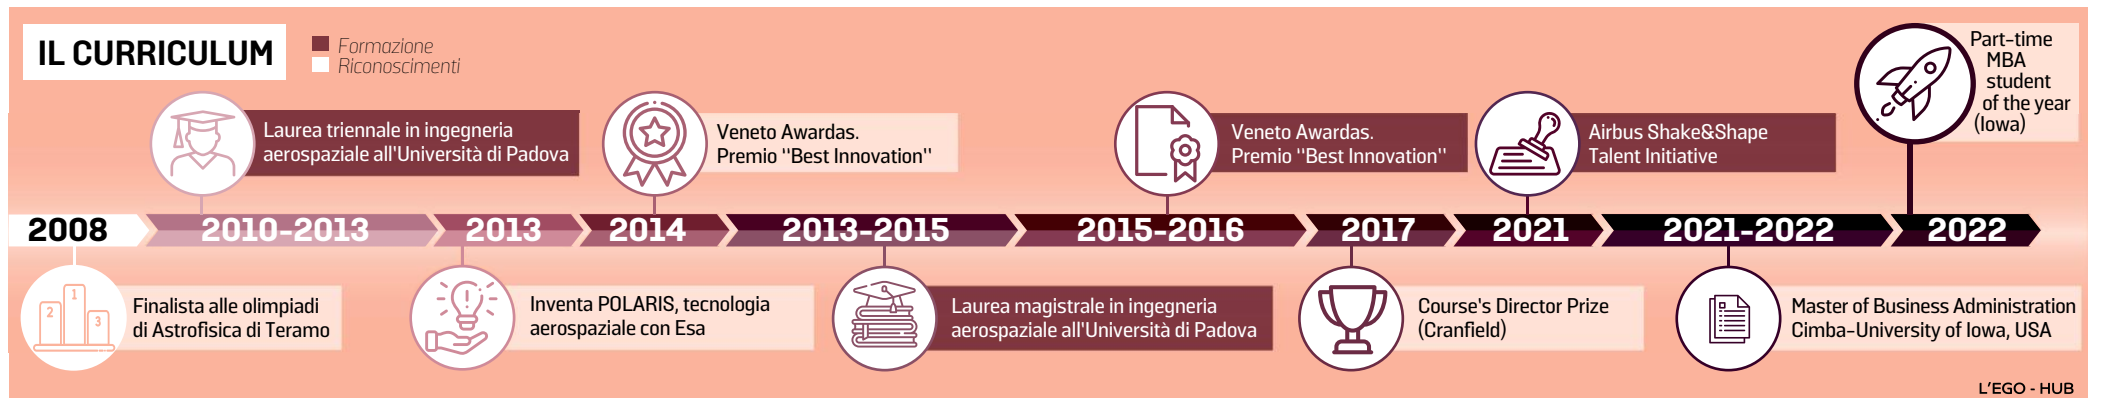 IL CURRICULUM
Formazione
Riconoscimenti
Laurea triennale in ingegneria
aerospaziale all'Università di Padova
Veneto Awardas.
Premio "Best Innovation"
Veneto Awardas.
Premio "Best Innovation"
Airbus Shake&Shape
Talent Initiative
Part-time
MBA
student
of the year
(Iowa)
2008
2010-2013
2013
2014
2013-2015
2015-2016
2017
2021
2021-2022
2022
1
2
3
Finalista alle olimpiadi
di Astrofisica di Teramo
Inventa POLARIS, tecnologia
aerospaziale con Esa
Laurea magistrale in ingegneria
aerospaziale all'Università di Padova
Course's Director Prize
(Cranfield)
Master of Business Administration
Cimba-University of Iowa, USA
L'EGO - HUB